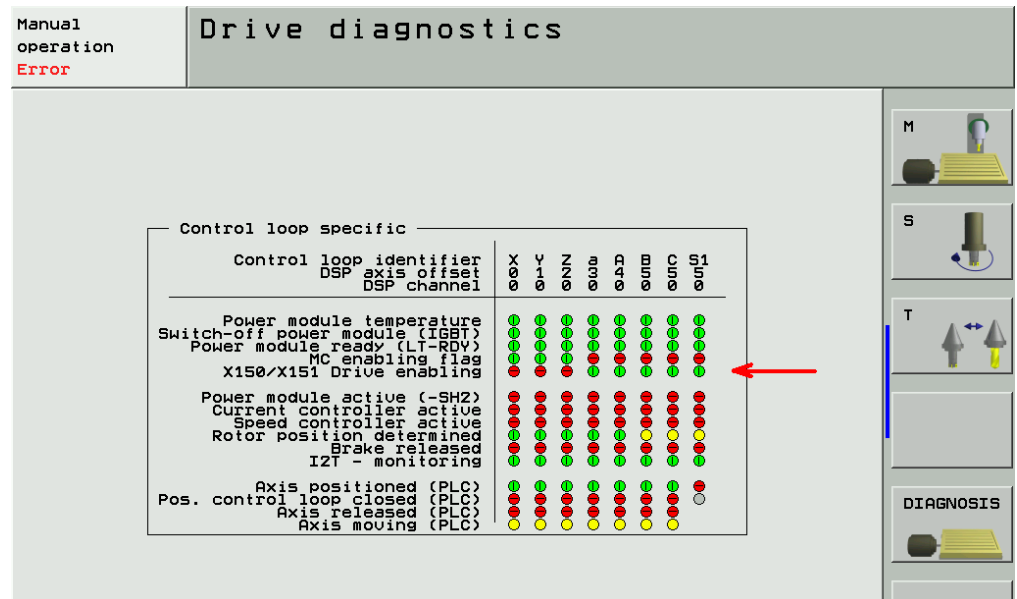 Manual
operation
Error
Drive diagnostics
M
S
T
DIAGNOSIS
Control loop specific
Control loop identifier X Y Z a A B C S1
DSP axis offset 0 1 2 3 4 5 5 5
DSP channel 0 0 0 0 0 0 0 0
Power module temperature
Switch-off power module (IGBT)
Power module ready (LT-RDY)
MC enabling flag
X150/X151 Drive enabling
Power module active (-SH2)
Current controller active
Speed controller active
Rotor position determined
Brake released
I2T - monitoring
Axis positioned (PLC)
Pos. control loop closed (PLC)
Axis released (PLC)
Axis moving (PLC)